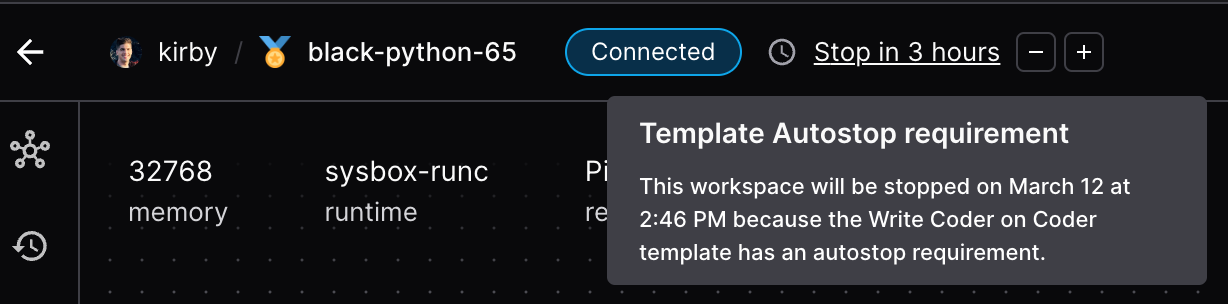 kirby / black-python-65 Connected Stop in 3 hours − +
Template Autostop requirement
This workspace will be stopped on March 12 at
2:46 PM because the Write Coder on Coder
template has an autostop requirement.
32768 sysbox-runc Pi
memory runtime re